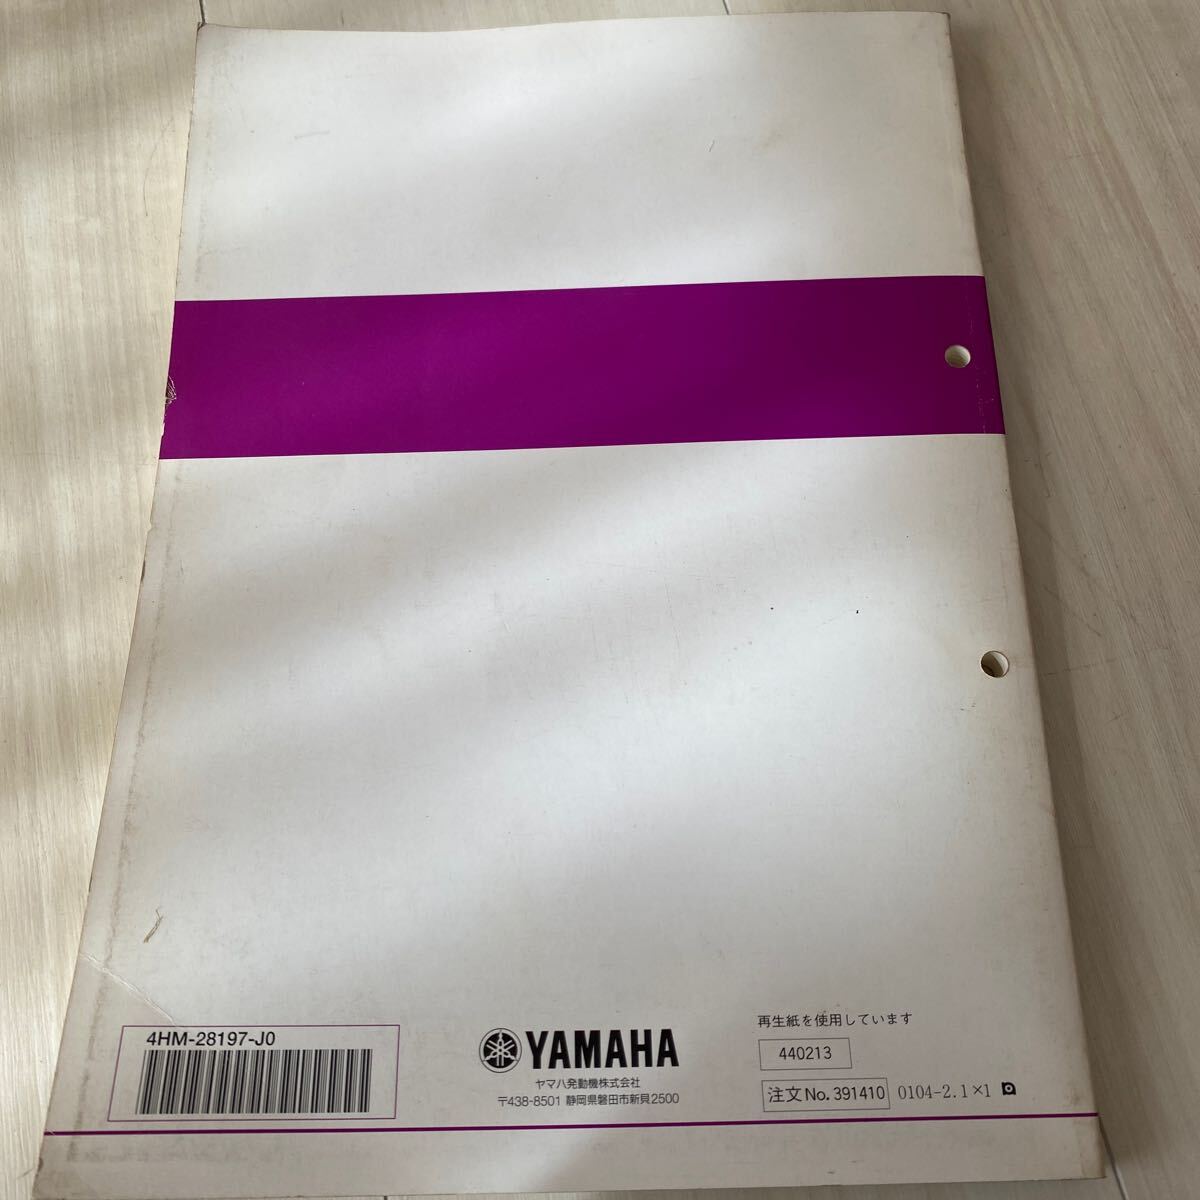 4HM-28197-J0
YAMAHA
ヤマハ発動機株式会社
〒438-8501 静岡県磐田市新貝2500
再生紙を使用しています
440213
注文No.391410 0104-2.1×1